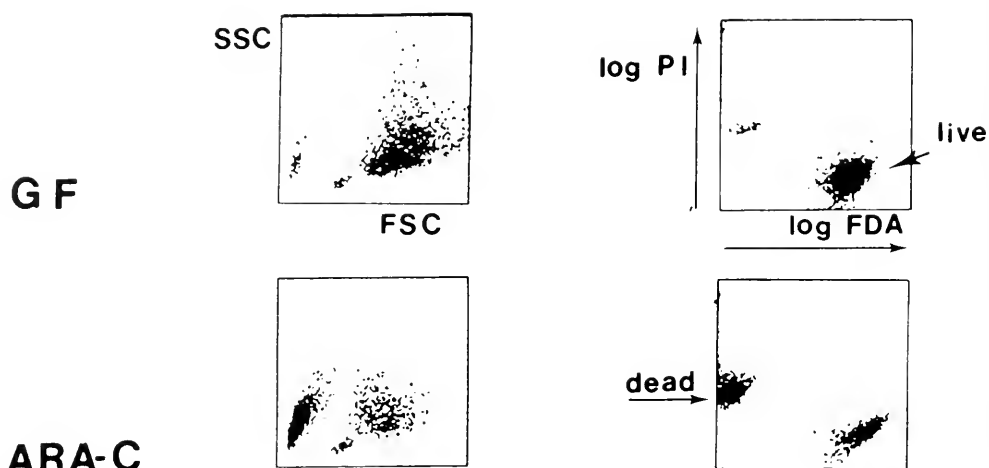 SSC
log PI
live
GF
FSC
log FDA
dead
ARA-C